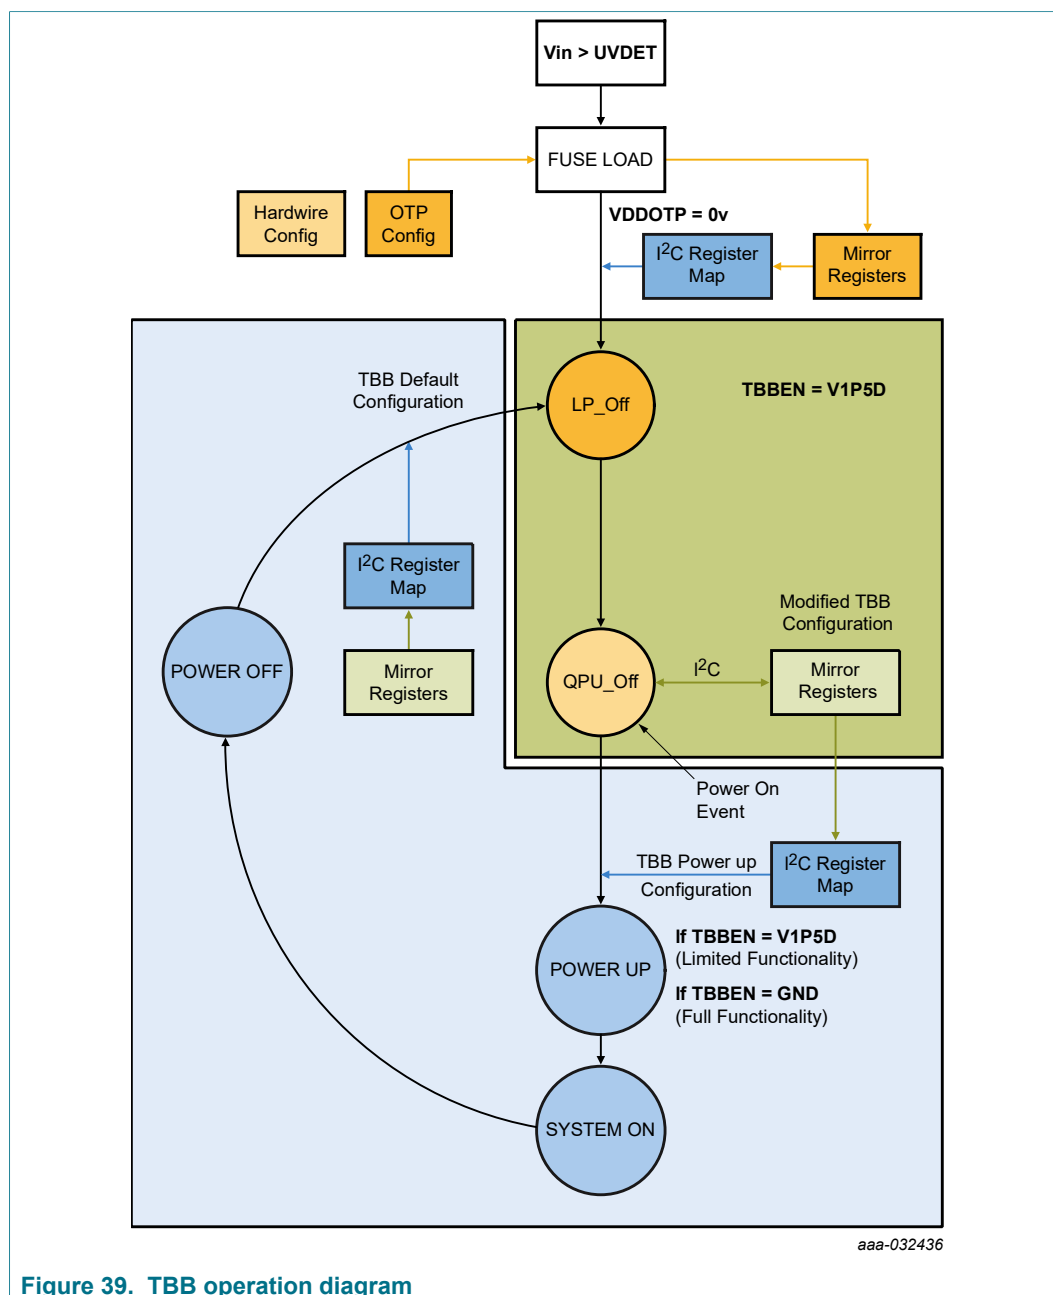 Vin > UVDET
FUSE LOAD
Hardwire
Config
OTP
Config
VDDOTP = 0v
I2C Register
Map
Mirror
Registers
TBB Default
Configuration
LP_Off
TBBEN = V1P5D
I2C Register
Map
Modified TBB
Configuration
POWER OFF
Mirror
Registers
QPU_Off
I2C
Mirror
Registers
Power On
Event
TBB Power up
Configuration
I2C Register
Map
POWER UP
If TBBEN = V1P5D
(Limited Functionality)
If TBBEN = GND
(Full Functionality)
SYSTEM ON
aaa-032436
Figure 39. TBB operation diagram